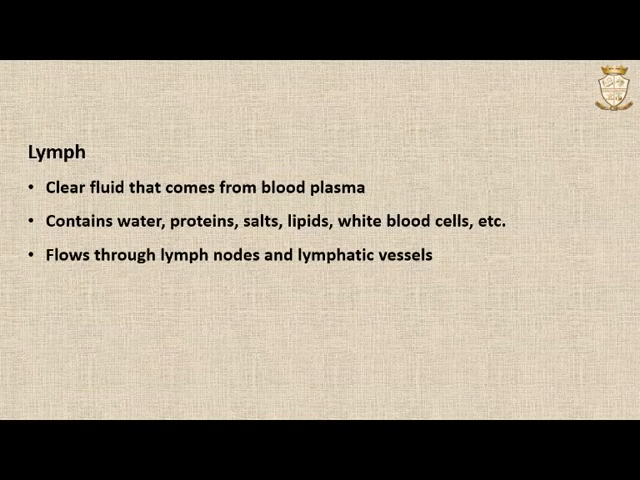 Lymph
• Clear fluid that comes from blood plasma
• Contains water, proteins, salts, lipids, white blood cells, etc.
• Flows through lymph nodes and lymphatic vessels